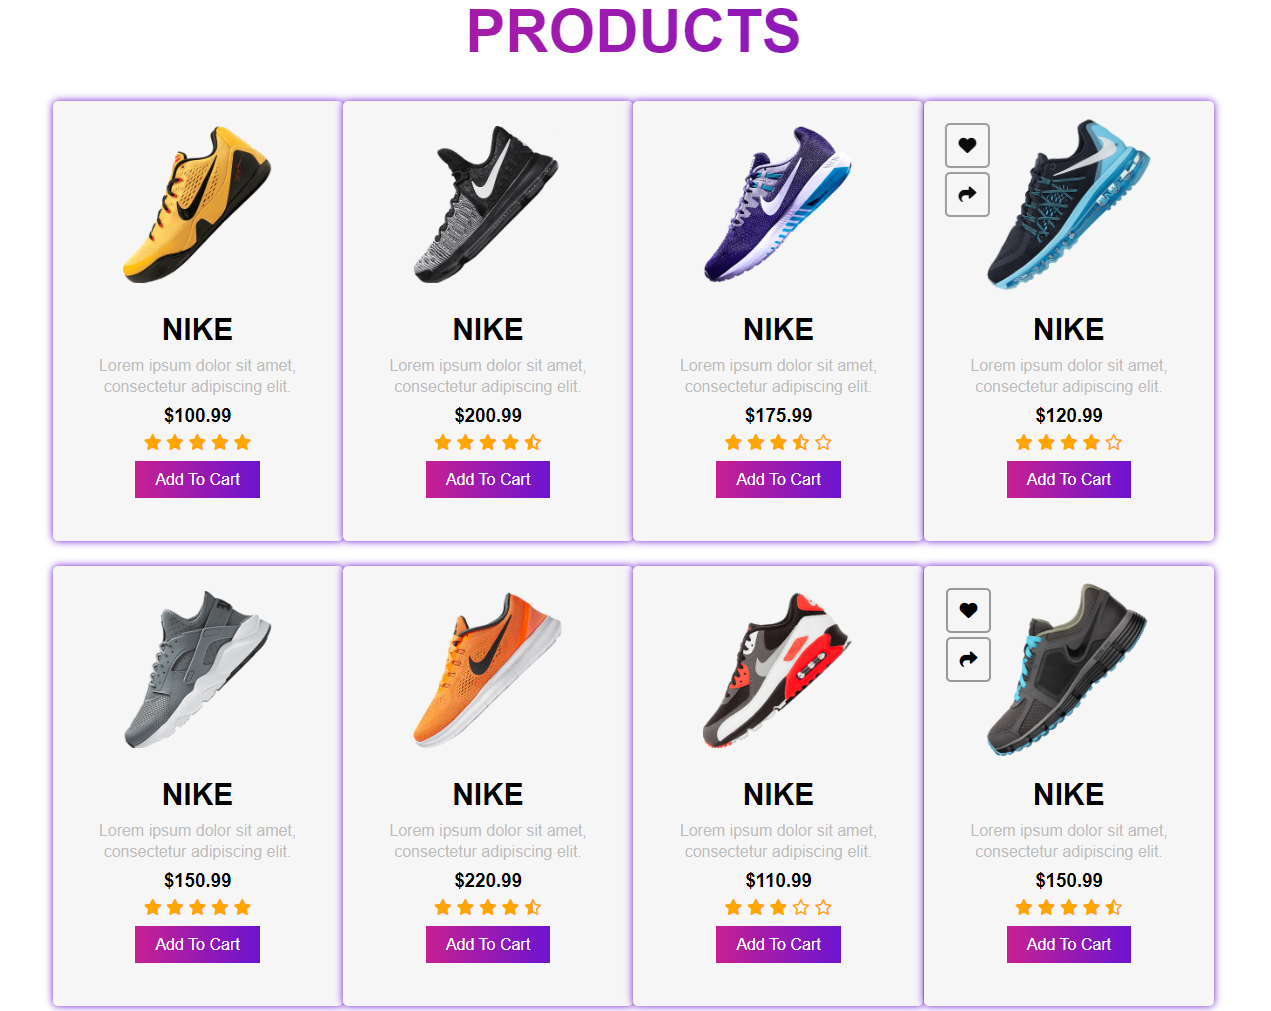 PRODUCTS
NIKE
Lorem ipsum dolor sit amet,
consectetur adipiscing elit.
$100.99
Add To Cart
NIKE
Lorem ipsum dolor sit amet,
consectetur adipiscing elit.
$200.99
Add To Cart
NIKE
Lorem ipsum dolor sit amet,
consectetur adipiscing elit.
$175.99
Add To Cart
NIKE
Lorem ipsum dolor sit amet,
consectetur adipiscing elit.
$120.99
Add To Cart
NIKE
Lorem ipsum dolor sit amet,
consectetur adipiscing elit.
$150.99
Add To Cart
NIKE
Lorem ipsum dolor sit amet,
consectetur adipiscing elit.
$220.99
Add To Cart
NIKE
Lorem ipsum dolor sit amet,
consectetur adipiscing elit.
$110.99
Add To Cart
NIKE
Lorem ipsum dolor sit amet,
consectetur adipiscing elit.
$150.99
Add To Cart